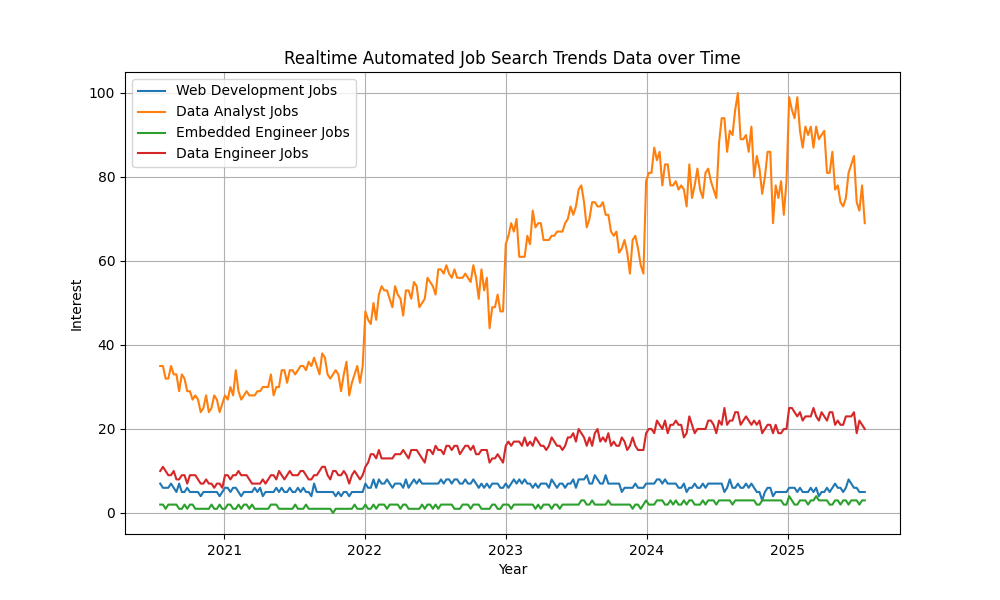 Realtime Automated Job Search Trends Data over Time
Web Development Jobs
Data Analyst Jobs
Embedded Engineer Jobs
Data Engineer Jobs
100
80
60
40
20
0
Interest
2021 2022 2023 2024 2025
Year